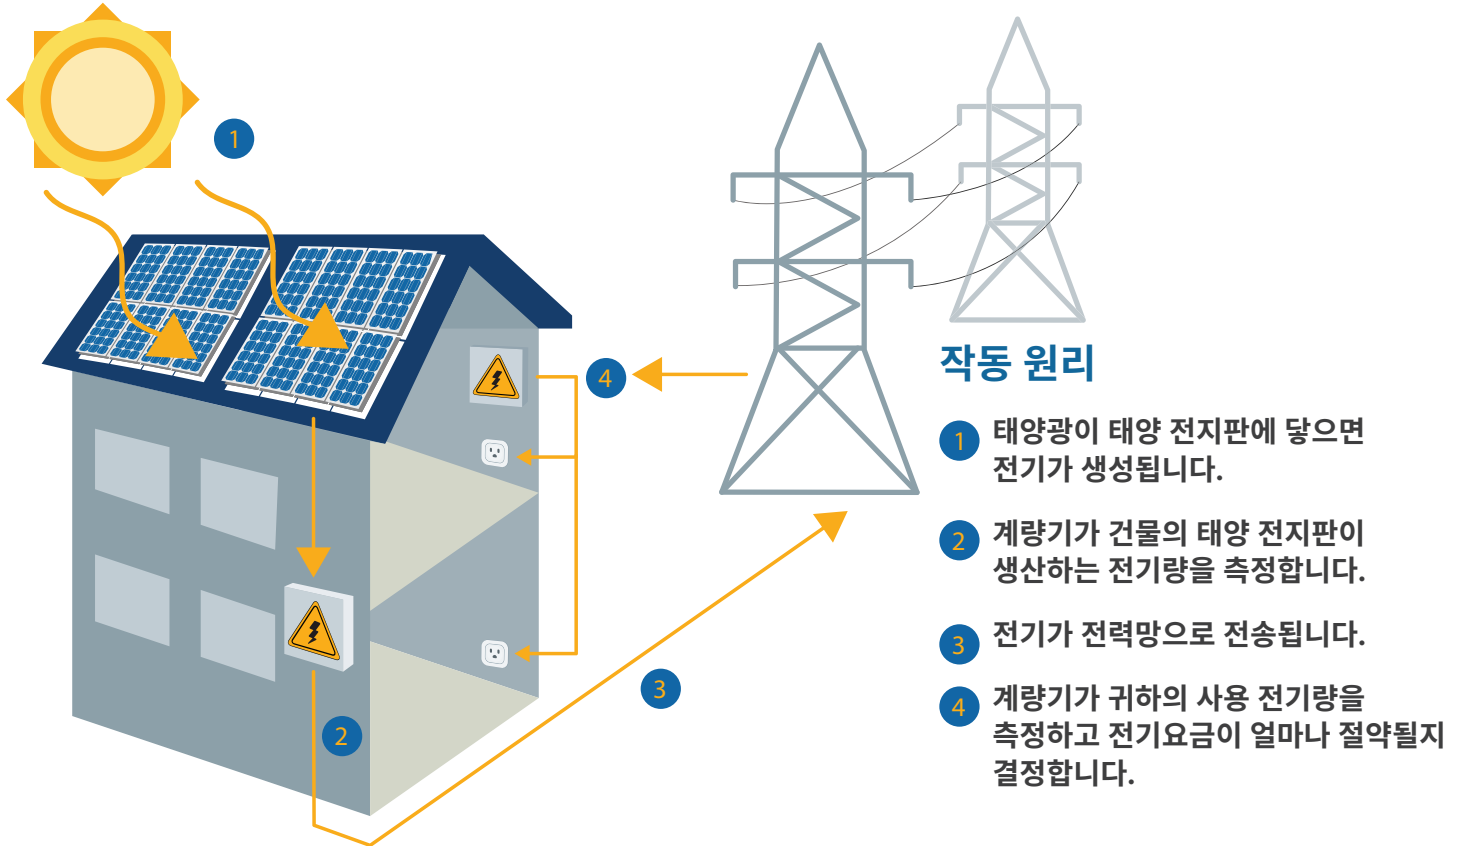 1
4
3
2
작동 원리
1 태양광이 태양 전지판에 닿으면
전기가 생성됩니다.
2 계량기가 건물의 태양 전지판이
생산하는 전기량을 측정합니다.
3 전기가 전력망으로 전송됩니다.
4 계량기가 귀하의 사용 전기량을
측정하고 전기요금이 얼마나 절약될지
결정합니다.